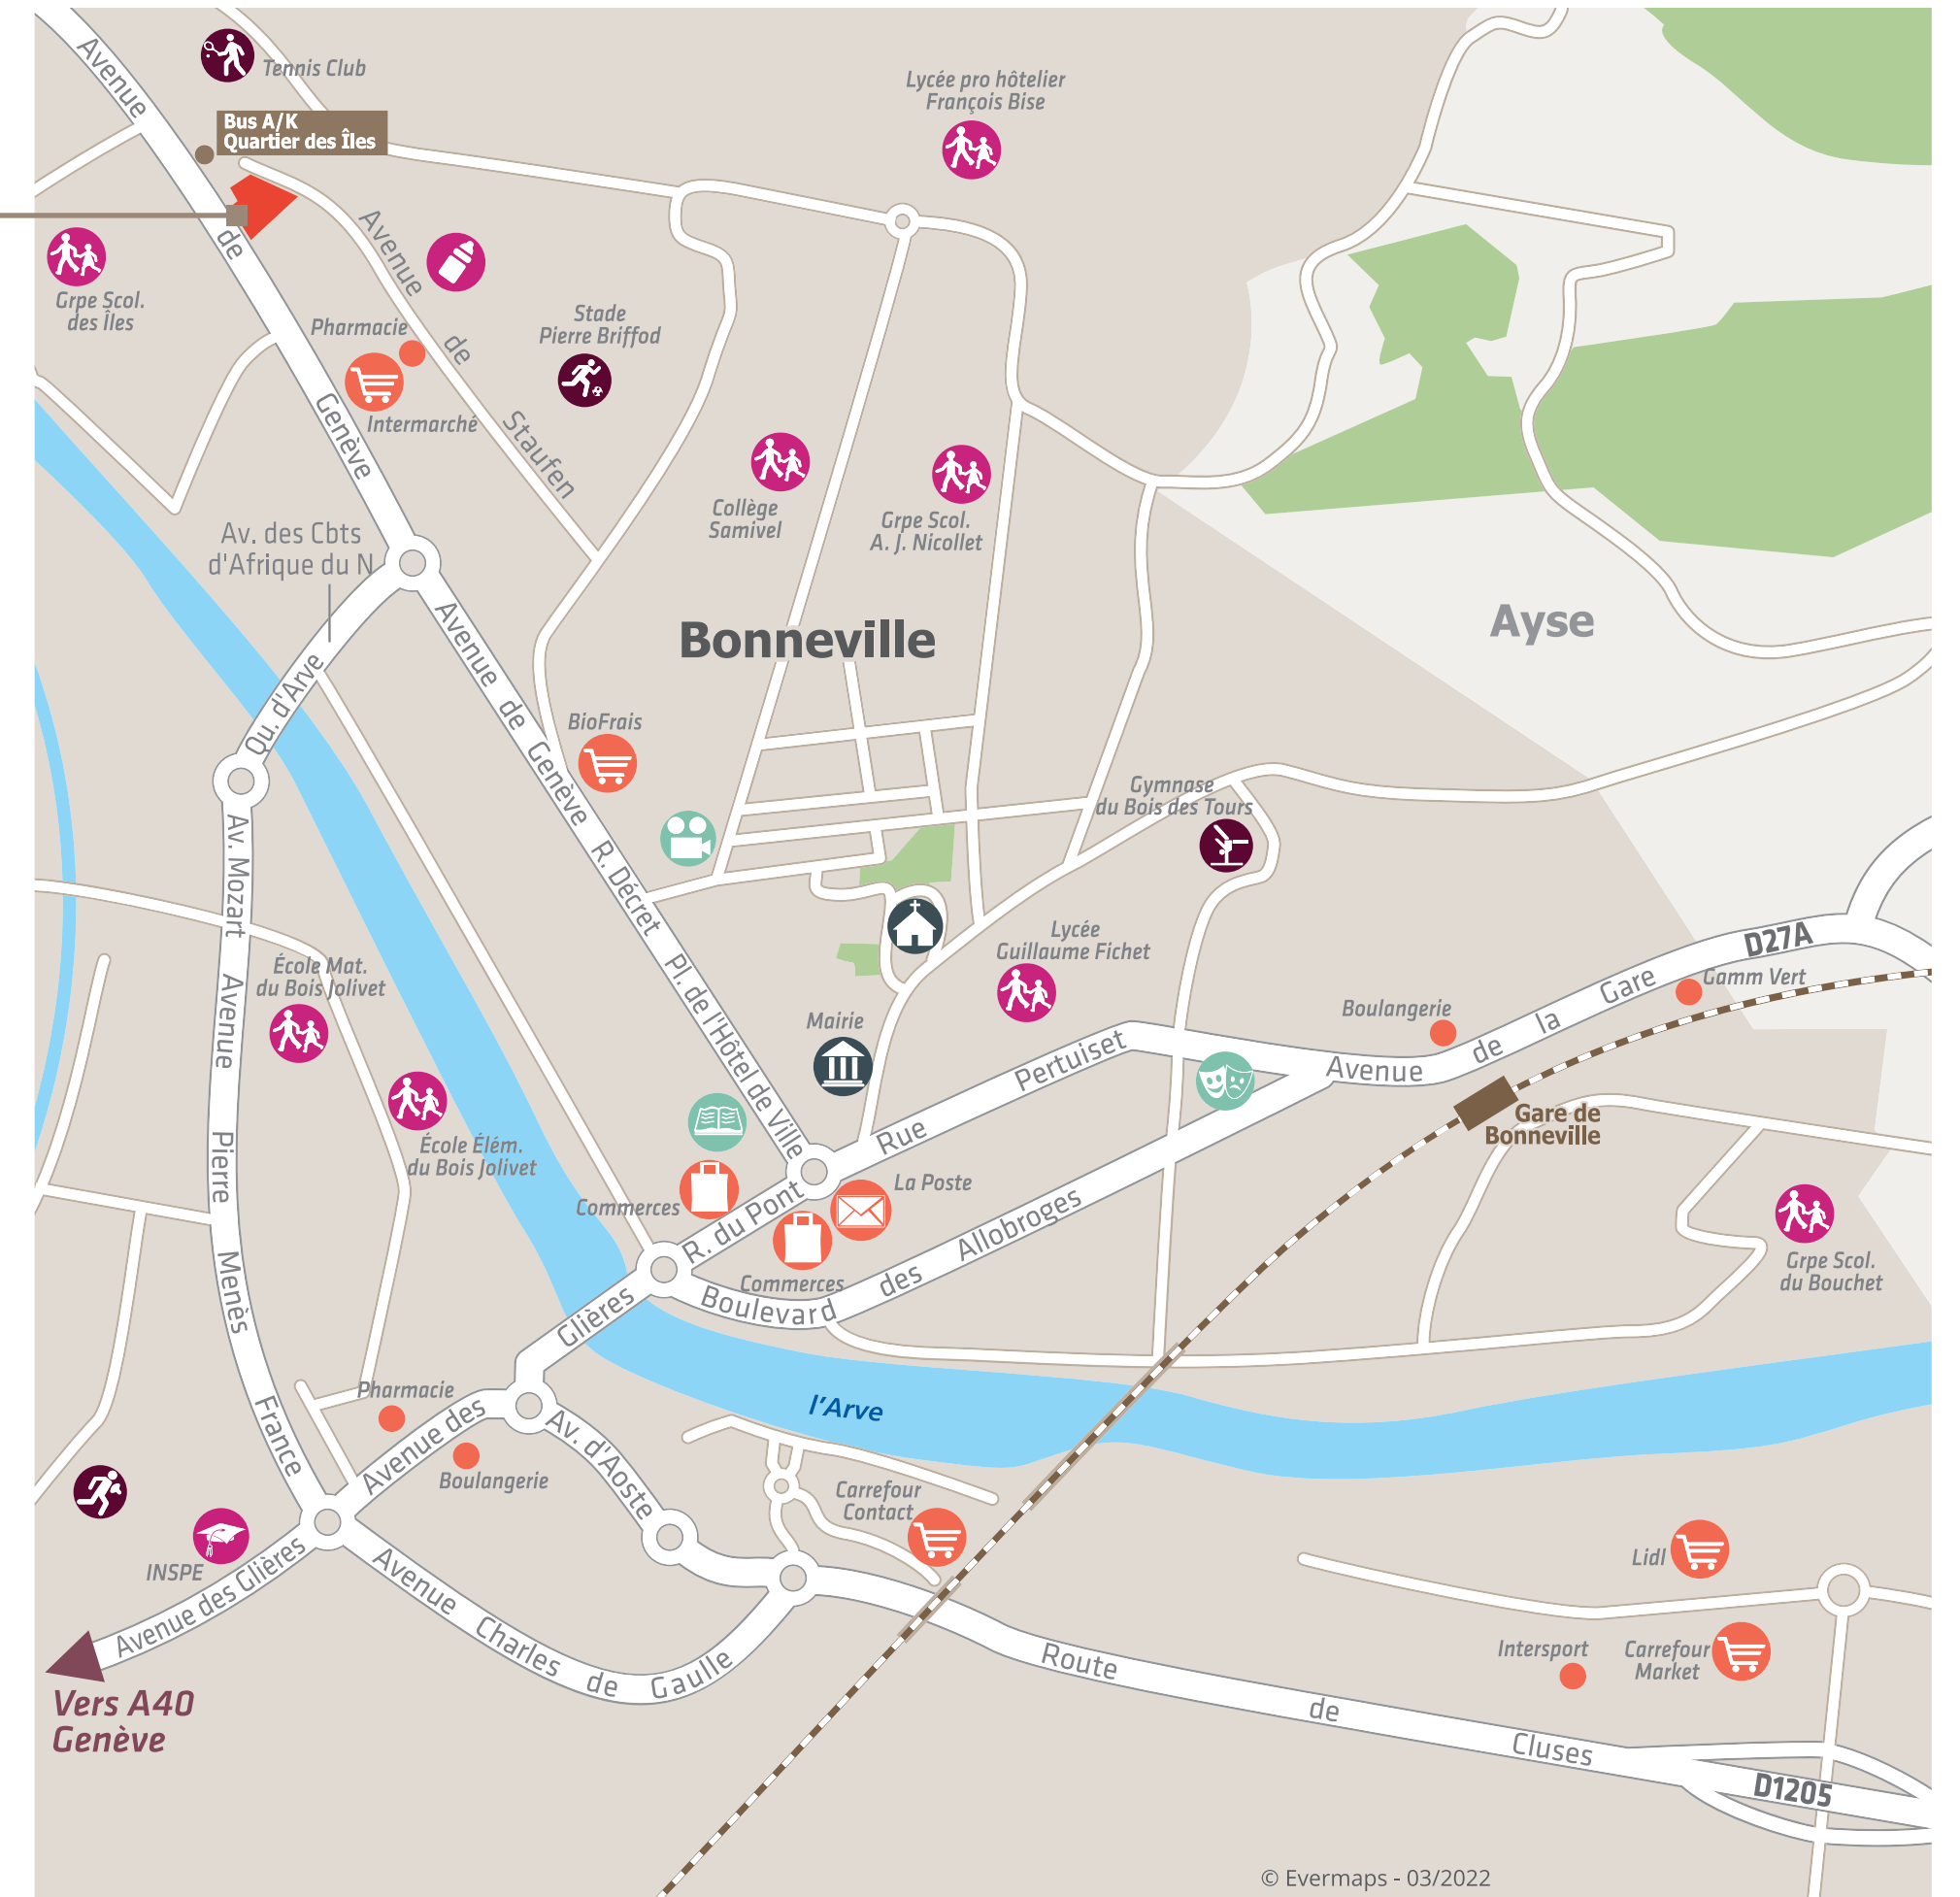 Avenue
Tennis Club
Bus A/K
Quartier des Îles
Lycée pro hôtelier
François Bise
de
Avenue
Grpe Scol.
des Îles
Pharmacie
de
Stade
Pierre Briffod
Genève
Intermarché
Staufen
Collège
Samivel
Grpe Scol.
A. J. Nicollet
Av. des Cbts
d'Afrique du N
Avenue de Genève
Bonneville
Ayse
Qu. d'Arve
BioFrais
Gymnase
du Bois des Tours
Av. Mozart
R. Décret
Lycée
Guillaume Fichet
D27A
Gamm Vert
École Mat.
du Bois Jolivet
Avenue Pierre Menès France
Pl. de l'Hôtel de Ville
Mairie
Boulangerie
Avenue de la Gare
Rue Pertuiset
Gare de
Bonneville
École Élém.
du Bois Jolivet
Commerces
La Poste
R. du Pont
Commerces
Boulevard des Allobroges
Grpe Scol.
du Bouchet
Glières
Pharmacie
Avenue des
l'Arve
Av. d'Aoste
Boulangerie
Carrefour
Contact
INSPE
Avenue des Glières
Lidl
Avenue Charles de Gaulle
Intersport
Carrefour
Market
Route de Cluses
Vers A40
Genève
D1205
© Evermaps - 03/2022